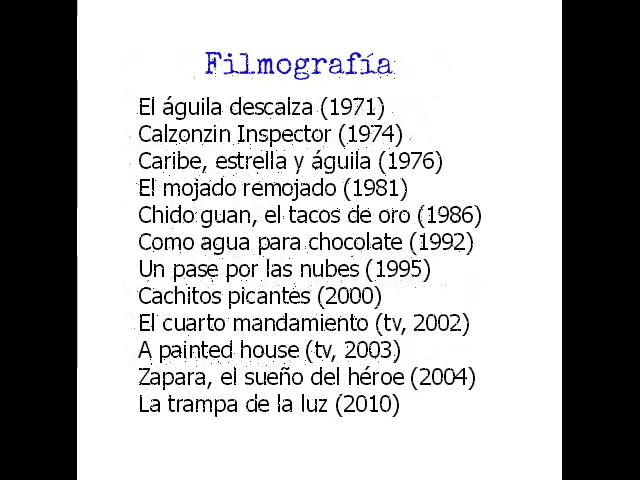 Filmografía
El águila descalza (1971)
Calzonzin Inspector (1974)
Caribe, estrella y águila (1976)
El mojado remojado (1981)
Chido guan, el tacos de oro (1986)
Como agua para chocolate (1992)
Un pase por las nubes (1995)
Cachitos picantes (2000)
El cuarto mandamiento (tv, 2002)
A painted house (tv, 2003)
Zapara, el sueño del héroe (2004)
La trampa de la luz (2010)